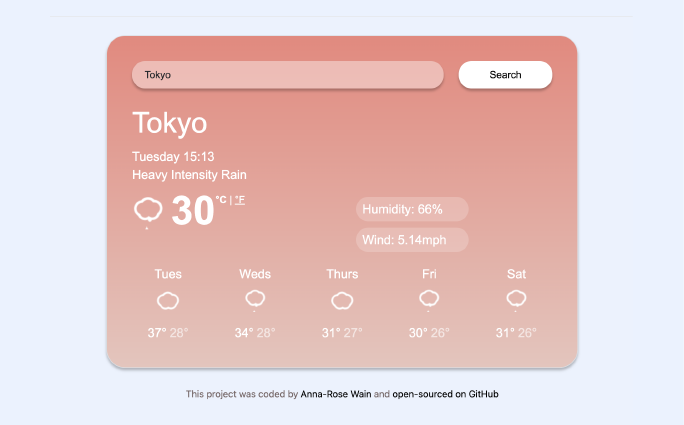 Tokyo
Search
Tokyo
Tuesday 15:13
Heavy Intensity Rain
30 °C | °F
Humidity: 66%
Wind: 5.14mph
Tues Weds Thurs Fri Sat
37° 28° 34° 28° 31° 27° 30° 26° 31° 26°
This project was coded by Anna-Rose Wain and open-sourced on GitHub